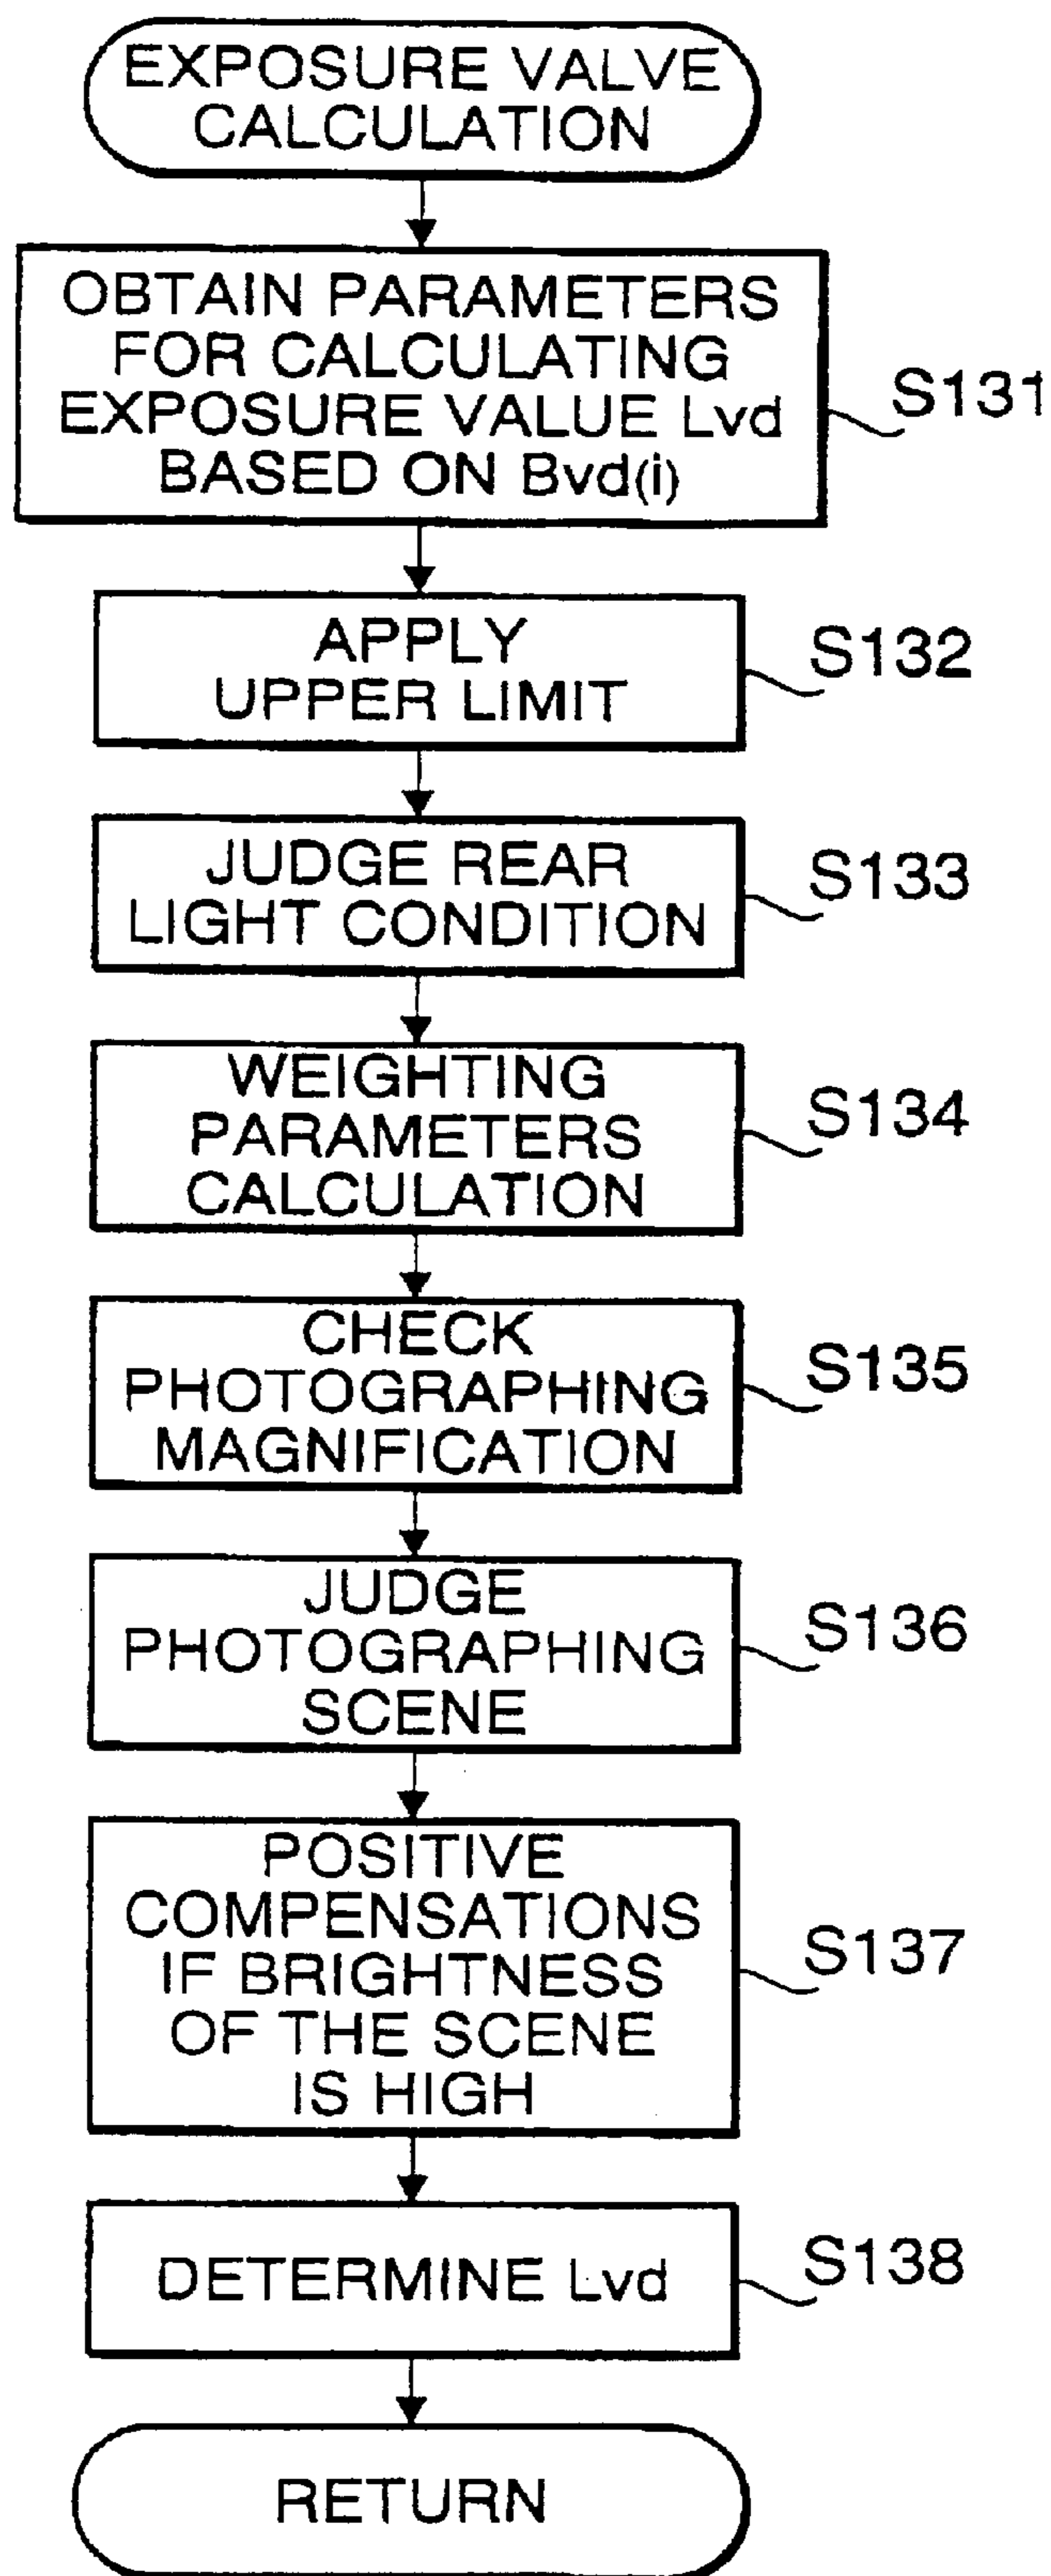 EXPOSURE VALVE
CALCULATION
OBTAIN PARAMETERS
FOR CALCULATING
EXPOSURE VALUE Lvd
BASED ON Bvd(i)
S131
APPLY
UPPER LIMIT
S132
JUDGE REAR
LIGHT CONDITION
S133
WEIGHTING
PARAMETERS
CALCULATION
S134
CHECK
PHOTOGRAPHING
MAGNIFICATION
S135
JUDGE
PHOTOGRAPHING
SCENE
S136
POSITIVE
COMPENSATIONS
IF BRIGHTNESS
OF THE SCENE
IS HIGH
S137
DETERMINE Lvd
S138
RETURN